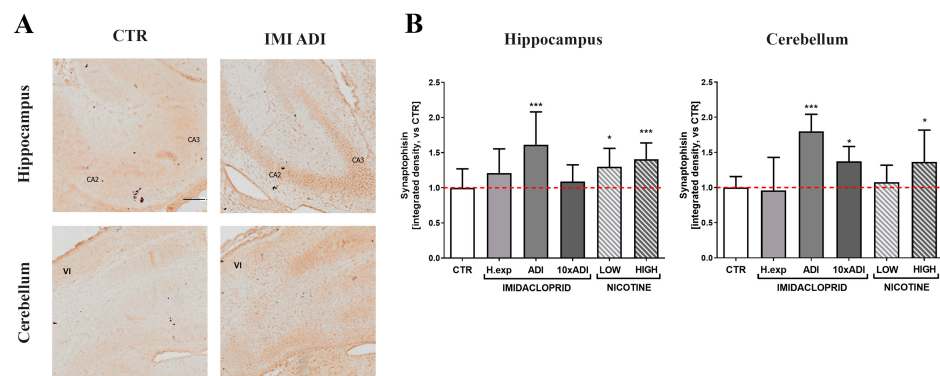 A
CTR
IMI ADI
Hippocampus
CA3
CA2
CA3
CA2
Cerebellum
VI
VI
B
Hippocampus
Synaptophisin
[integrated density, vs CTR]
2.5
2.0
1.5
1.0
0.5
0.0
***
*
***
CTR
H.exp
ADI
10xADI
LOW
HIGH
IMIDACLOPRID
NICOTINE
Cerebellum
Synaptophisin
[integrated density, vs CTR]
2.5
2.0
1.5
1.0
0.5
0.0
***
*
*
CTR
H.exp
ADI
10xADI
LOW
HIGH
IMIDACLOPRID
NICOTINE